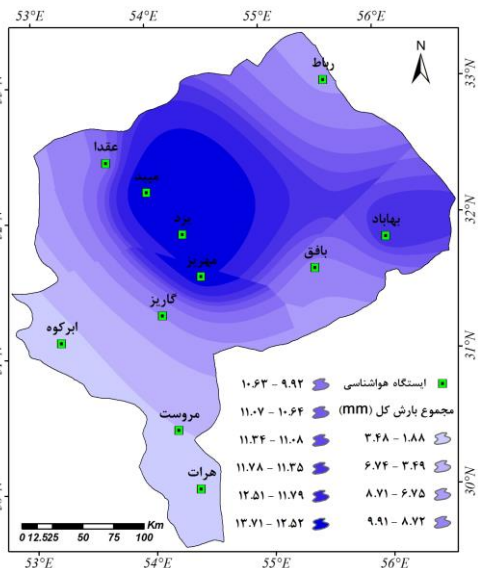 53°E 54°E 55°E 56°E
N
33°N
رباط
عقدا
میبد
32°N
یزد
بهاباد
مهریز
بافق
گاریز
ابرکوه
31°N
مروست
هرات
30°N
ایستگاه هواشناسی
مجموع بارش کل (mm)
۳.۴۸ - ۱.۸۸
۶.۷۴ - ۳.۴۹
۸.۷۱ - ۶.۷۵
۹.۹۱ - ۸.۷۲
۱۰.۶۳ - ۹.۹۲
۱۱.۰۷ - ۱۰.۶۴
۱۱.۳۴ - ۱۱.۰۸
۱۱.۷۸ - ۱۱.۳۵
۱۲.۵۱ - ۱۱.۷۹
۱۳.۷۱ - ۱۲.۵۲
Km
0 12.525 50 75 100
53°E 54°E 55°E 56°E